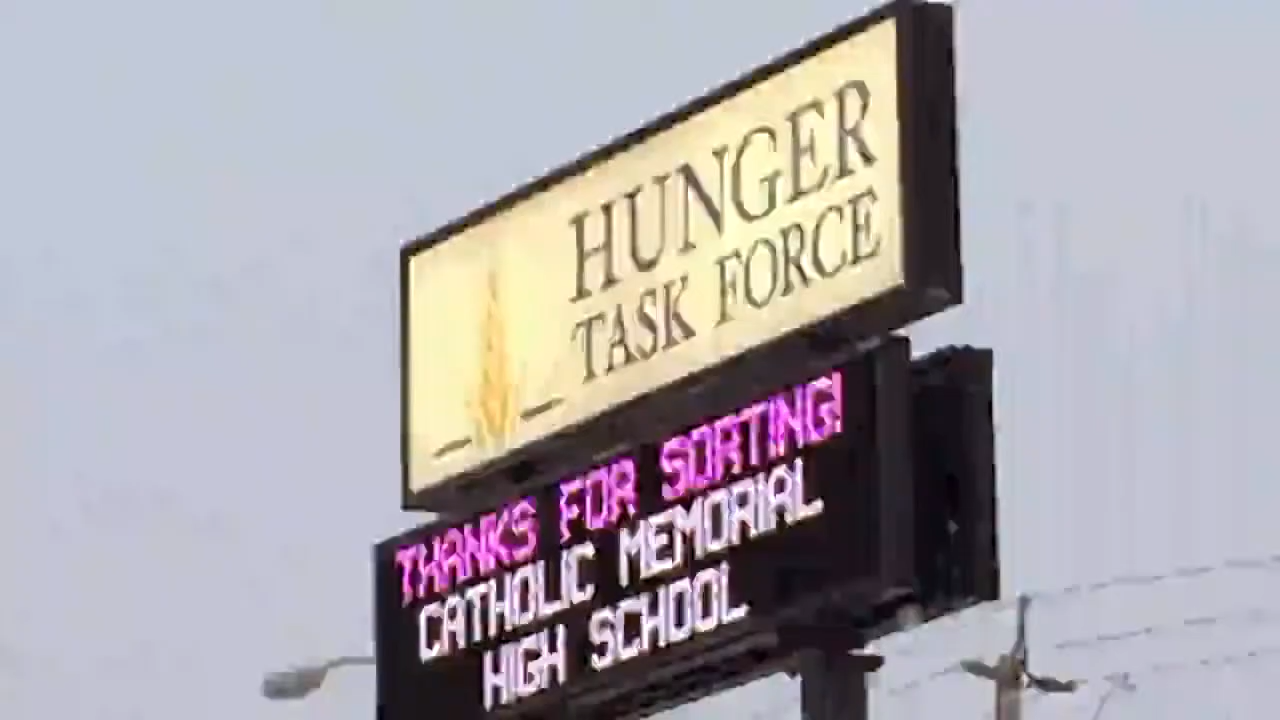 HUNGER
TASK FORCE
THANKS FOR SORTING!
CATHOLIC MEMORIAL
HIGH SCHOOL